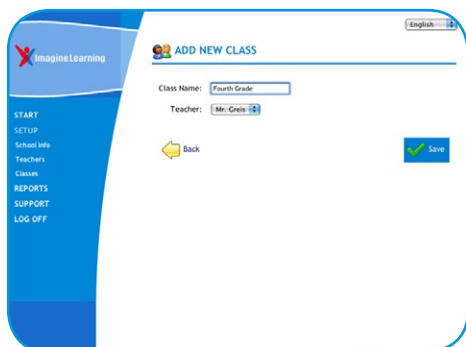 English
ImagineLearning
ADD NEW CLASS
Class Name: Fourth Grade
Teacher: Mr. Greis
Back
Save
START
SETUP
School Info
Teachers
Classes
REPORTS
SUPPORT
LOG OFF